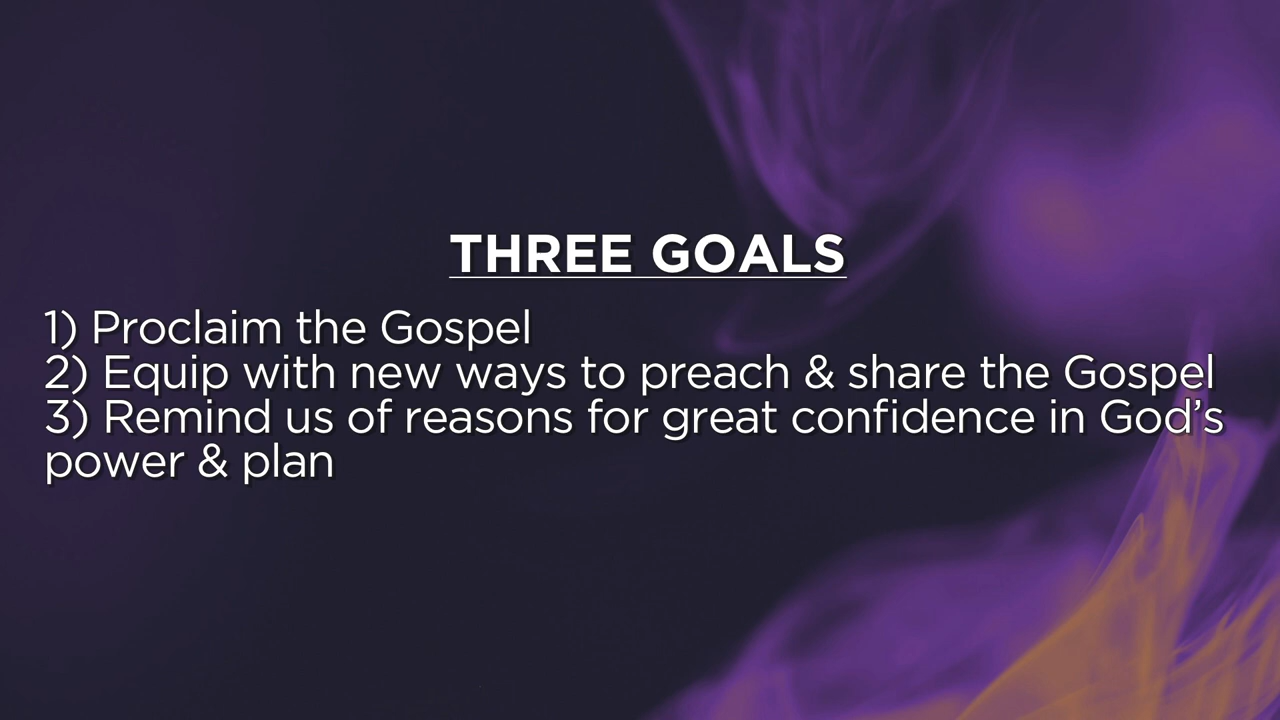 THREE GOALS
1) Proclaim the Gospel
2) Equip with new ways to preach & share the Gospel
3) Remind us of reasons for great confidence in God’s
power & plan